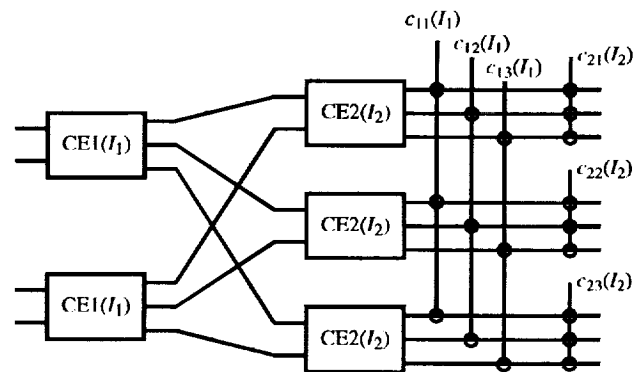 c₁₁(I₁)
c₁₂(I₁)
c₁₃(I₁)
c₂₁(I₂)
CE2(I₂)
CE1(I₁)
c₂₂(I₂)
CE2(I₂)
c₂₃(I₂)
CE1(I₁)
CE2(I₂)